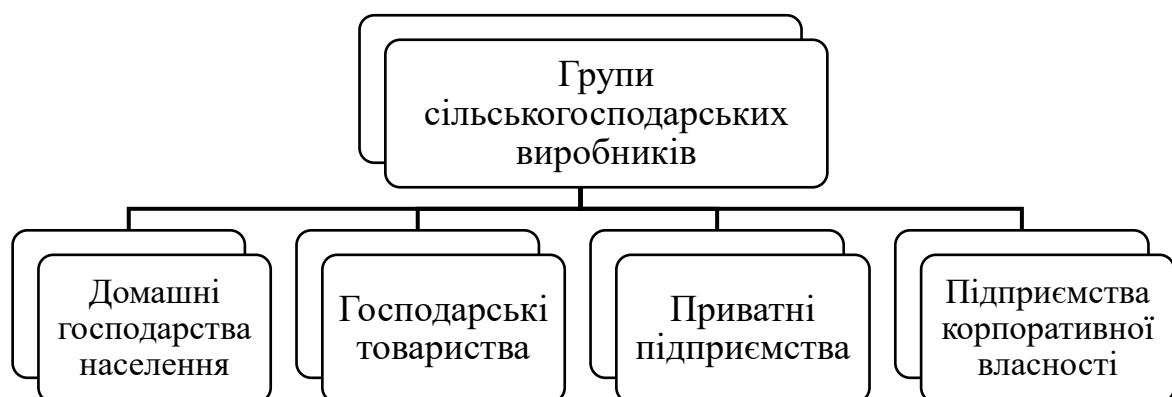 Групи
сільськогосподарських
виробників
Домашні
господарства
населення
Господарські
товариства
Приватні
підприємства
Підприємства
корпоративної
власності